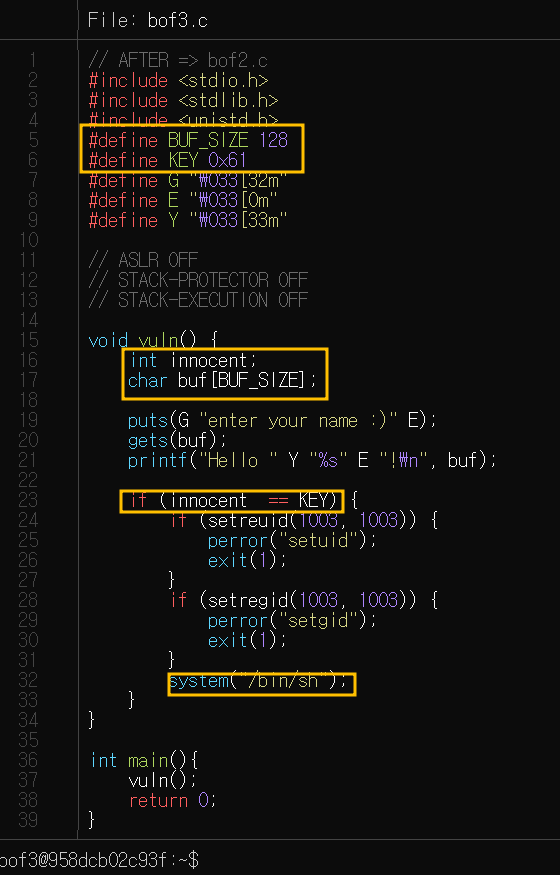 File: bof3.c
1 // AFTER => bof2.c
2 #include <stdio.h>
3 #include <stdlib.h>
4 #include <unistd.h>
5 #define BUF_SIZE 128
6 #define KEY 0x61
7 #define G "₩033[32m"
8 #define E "₩033[0m"
9 #define Y "₩033[33m"
10
11 // ASLR OFF
12 // STACK-PROTECTOR OFF
13 // STACK-EXECUTION OFF
14
15 void vuln() {
16 int innocent;
17 char buf[BUF_SIZE];
18
19 puts(G "enter your name :)" E);
20 gets(buf);
21 printf("Hello " Y "%s" E "!₩n", buf);
22
23 if (innocent == KEY) {
24 if (setreuid(1003, 1003)) {
25 perror("setuid");
26 exit(1);
27 }
28 if (setregid(1003, 1003)) {
29 perror("setgid");
30 exit(1);
31 }
32 system("/bin/sh");
33 }
34 }
35
36 int main(){
37 vuln();
38 return 0;
39 }
bof3@958dcb02c93f:~$